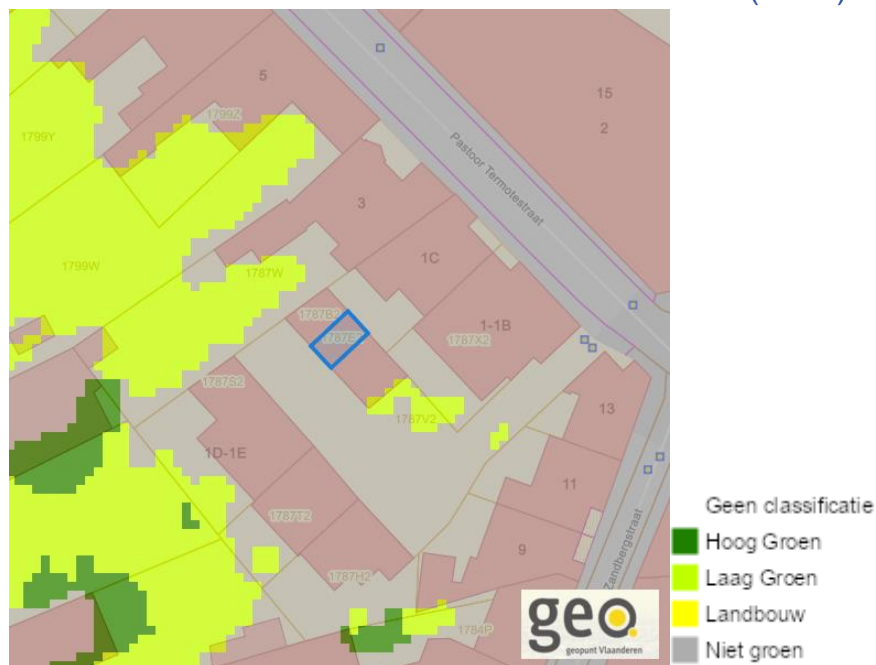 5
1799Z
15
2
1799Y
Pastoor Termotestraat
3
1799W
1787W
1C
1787B2
1-1B
1787X2
1787S2
1787V2
13
1D-1E
11
1787T2
9
Zandbergstraat
1787H2
1784P
geo
geopunt Vlaanderen
Geen classificatie
Hoog Groen
Laag Groen
Landbouw
Niet groen